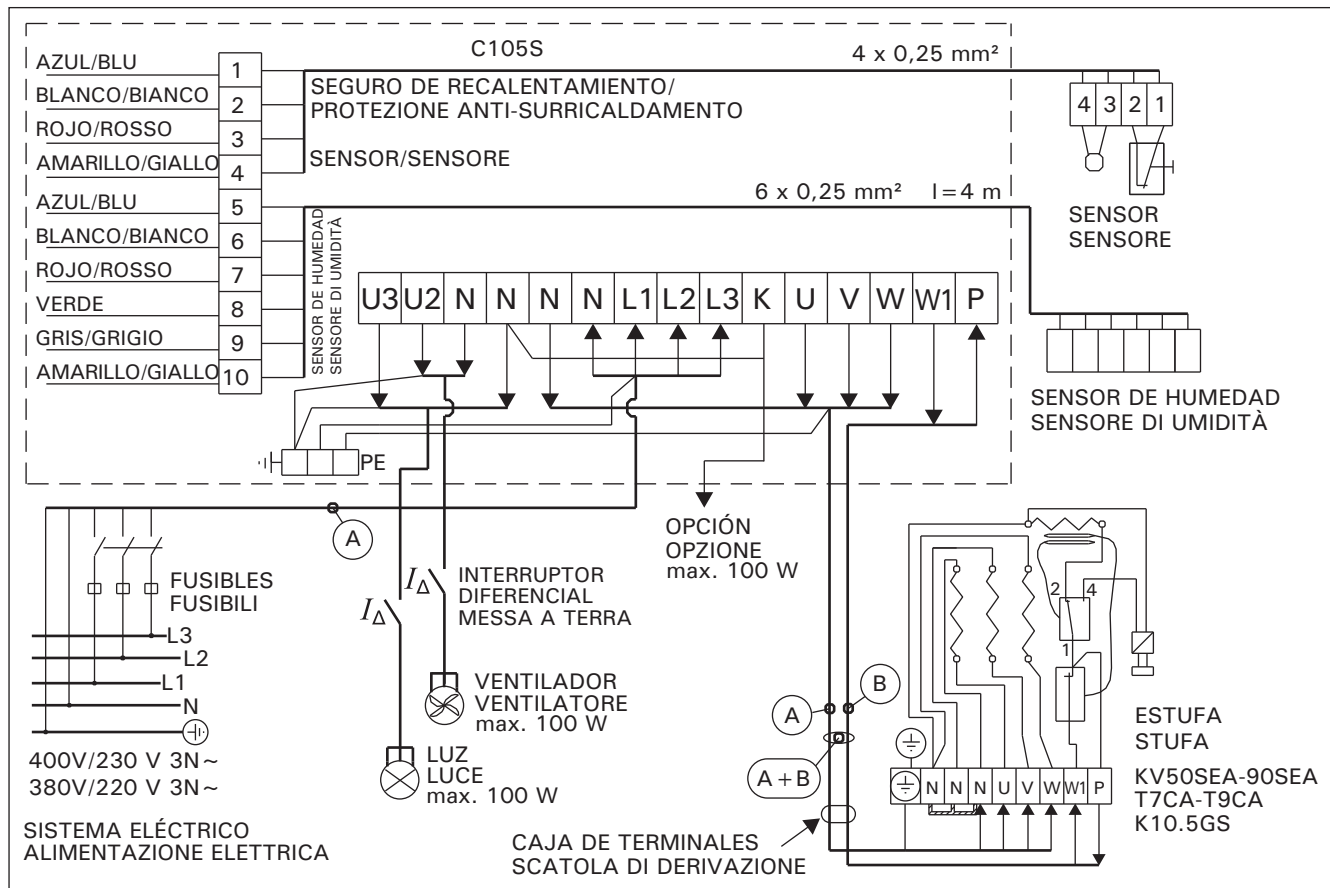 C105S
4 x 0,25 mm²
AZUL/BLU 1
BLANCO/BIANCO 2
ROJO/ROSSO 3
AMARILLO/GIALLO 4
AZUL/BLU 5
BLANCO/BIANCO 6
ROJO/ROSSO 7
VERDE 8
GRIS/GRIGIO 9
AMARILLO/GIALLO 10
SEGURO DE RECALENTAMIENTO/
PROTEZIONE ANTI-SURRICALDAMENTO
SENSOR/SENSORE
4 3 2 1
SENSOR
SENSORE
6 x 0,25 mm² l=4 m
SENSOR DE HUMEDAD
SENSORE DI UMIDITÀ
U3 U2 N N N N L1 L2 L3 K U V W W1 P
SENSOR DE HUMEDAD
SENSORE DI UMIDITÀ
PE
A
OPCIÓN
OPZIONE
max. 100 W
FUSIBLES
FUSIBILI
L3
L2
L1
N
400V/230 V 3N~
380V/220 V 3N~
SISTEMA ELÉCTRICO
ALIMENTAZIONE ELETTRICA
I∆
I∆
INTERRUPTOR
DIFERENCIAL
MESSA A TERRA
VENTILADOR
VENTILATORE
max. 100 W
LUZ
LUCE
max. 100 W
A
B
A+B
CAJA DE TERMINALES
SCATOLA DI DERIVAZIONE
2 4
1
N N N U V W W1 P
ESTUFA
STUFA
KV50SEA-90SEA
T7CA-T9CA
K10.5GS